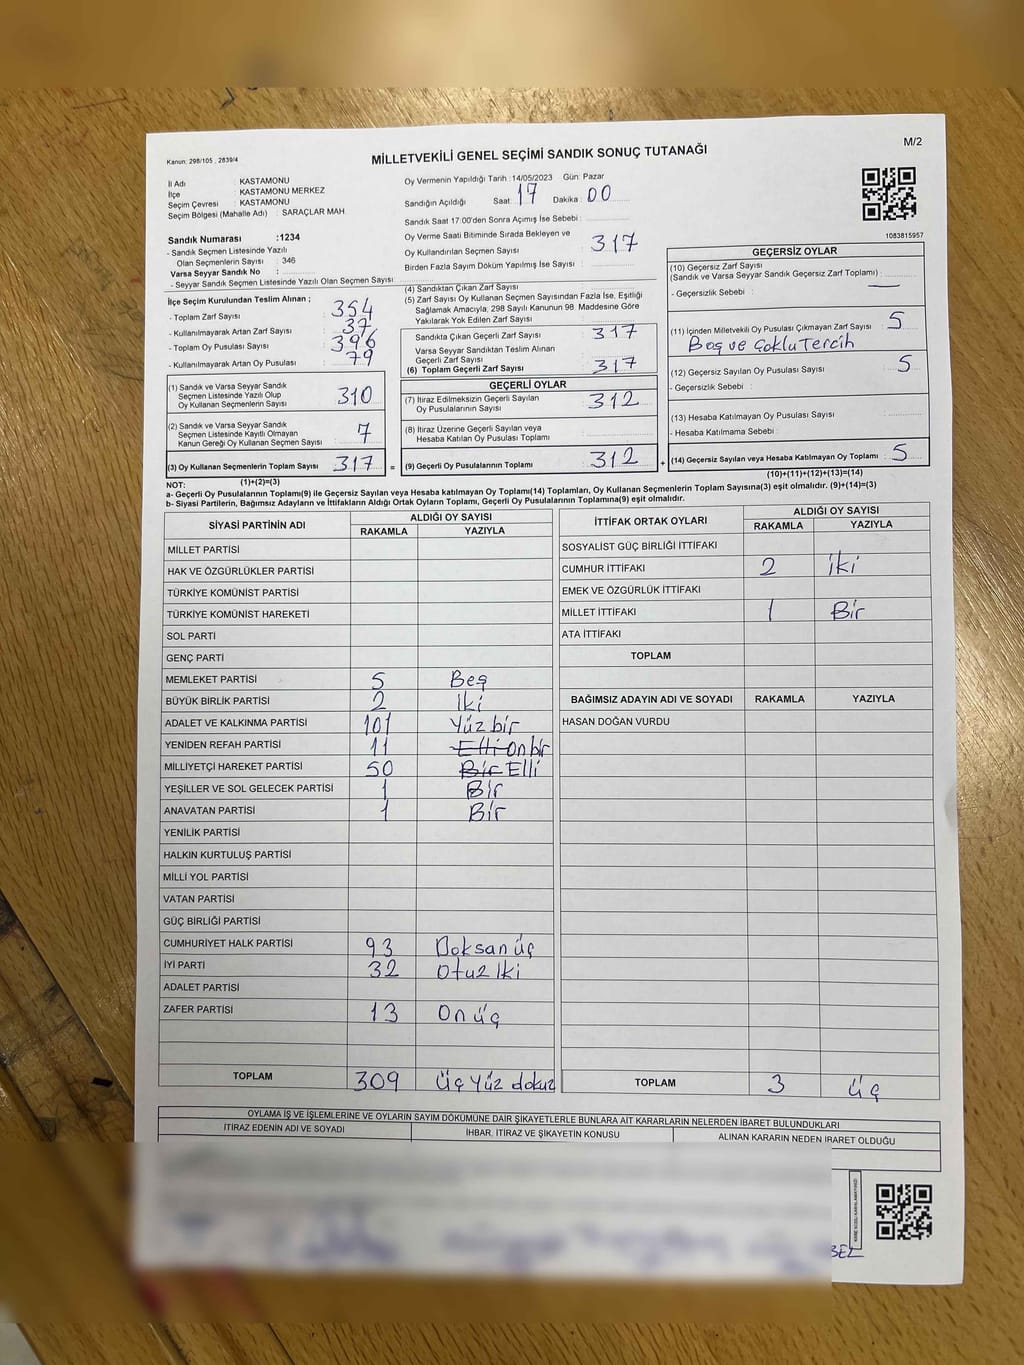 M/2
Kanun: 298/105 , 2839/4
MİLLETVEKİLİ GENEL SEÇİMİ SANDIK SONUÇ TUTANAĞI
İl Adı : KASTAMONU
İlçe : KASTAMONU MERKEZ
Seçim Çevresi : KASTAMONU
Seçim Bölgesi (Mahalle Adı) : SARAÇLAR MAH
Sandık Numarası :1234
- Sandık Seçmen Listesinde Yazılı
Olan Seçmenlerin Sayısı : 346
Varsa Seyyar Sandık No :
- Seyyar Sandık Seçmen Listesinde Yazılı Olan Seçmen Sayısı
Oy Vermenin Yapıldığı Tarih :14/05/2023 Gün: Pazar
Sandığın Açıldığı Saat: 17 Dakika : 00
Sandık Saat 17:00'den Sonra Açımış İse Sebebi :
Oy Verme Saati Bitiminde Sırada Bekleyen ve
Oy Kullandırılan Seçmen Sayısı 317
Birden Fazla Sayım Döküm Yapılmış İse Sayısı :
1083815957
İlçe Seçim Kurulundan Teslim Alınan ;
- Toplam Zarf Sayısı : 354
- Kullanılmayarak Artan Zarf Sayısı : 37
- Toplam Oy Pusulası Sayısı : 396
- Kullanılmayarak Artan Oy Pusulası : 79
(1) Sandık ve Varsa Seyyar Sandık
Seçmen Listesinde Yazılı Olup
Oy Kullanan Seçmenlerin Sayısı 310
(2) Sandık ve Varsa Seyyar Sandık
Seçmen Listesinde Kayıtlı Olmayan
Kanun Gereği Oy Kullanan Seçmen Sayısı 7
(3) Oy Kullanan Seçmenlerin Toplam Sayısı 317 =
(1)+(2)=(3)
(4) Sandıktan Çıkan Zarf Sayısı :
(5) Zarf Sayısı Oy Kullanan Seçmen Sayısından Fazla İse, Eşitliği
Sağlamak Amacıyla, 298 Sayılı Kanunun 98. Maddesine Göre
Yakılarak Yok Edilen Zarf Sayısı :
Sandıkta Çıkan Geçerli Zarf Sayısı : 317
Varsa Seyyar Sandıktan Teslim Alınan
Geçerli Zarf Sayısı :
(6) Toplam Geçerli Zarf Sayısı : 317
GEÇERLİ OYLAR
(7) İtiraz Edilmeksizin Geçerli Sayılan
Oy Pusulalarının Sayısı : 312
(8) İtiraz Üzerine Geçerli Sayılan veya
Hesaba Katılan Oy Pusulası Toplamı
(9) Geçerli Oy Pusulalarının Toplamı : 312 +
GEÇERSİZ OYLAR
(10) Geçersiz Zarf Sayısı
(Sandık ve Varsa Seyyar Sandık Geçersiz Zarf Toplamı) : —
- Geçersizlik Sebebi :
(11) İçinden Milletvekili Oy Pusulası Çıkmayan Zarf Sayısı : 5
Boş ve Çoklu Tercih
(12) Geçersiz Sayılan Oy Pusulası Sayısı : 5
- Geçersizlik Sebebi :
(13) Hesaba Katılmayan Oy Pusulası Sayısı :
- Hesaba Katılmama Sebebi :
(14) Geçersiz Sayılan veya Hesaba Katılmayan Oy Toplamı : 5
(10)+(11)+(12)+(13)=(14)
NOT:
a- Geçerli Oy Pusulalarının Toplamı(9) ile Geçersiz Sayılan veya Hesaba katılmayan Oy Toplamı(14) Toplamları, Oy Kullanan Seçmenlerin Toplam Sayısına(3) eşit olmalıdır. (9)+(14)=(3)
b- Siyasi Partilerin, Bağımsız Adayların ve İttifakların Aldığı Ortak Oyların Toplamı, Geçerli Oy Pusulalarının Toplamına(9) eşit olmalıdır.
SİYASİ PARTİNİN ADI ALDIĞI OY SAYISI
RAKAMLA YAZIYLA
MİLLET PARTİSİ
HAK VE ÖZGÜRLÜKLER PARTİSİ
TÜRKİYE KOMÜNİST PARTİSİ
TÜRKİYE KOMÜNİST HAREKETİ
SOL PARTİ
GENÇ PARTİ
MEMLEKET PARTİSİ 5 Beş
BÜYÜK BİRLİK PARTİSİ 2 İki
ADALET VE KALKINMA PARTİSİ 101 Yüz bir
YENİDEN REFAH PARTİSİ 11 Elli On bir
MİLLİYETÇİ HAREKET PARTİSİ 50 Bir Elli
YEŞİLLER VE SOL GELECEK PARTİSİ 1 Bir
ANAVATAN PARTİSİ 1 Bir
YENİLİK PARTİSİ
HALKIN KURTULUŞ PARTİSİ
MİLLİ YOL PARTİSİ
VATAN PARTİSİ
GÜÇ BİRLİĞİ PARTİSİ
CUMHURİYET HALK PARTİSİ 93 Doksan üç
İYİ PARTİ 32 Otuz İki
ADALET PARTİSİ
ZAFER PARTİSİ 13 On üç
TOPLAM 309 Üç Yüz dokuz
İTTİFAK ORTAK OYLARI ALDIĞI OY SAYISI
RAKAMLA YAZIYLA
SOSYALİST GÜÇ BİRLİĞİ İTTİFAKI
CUMHUR İTTİFAKI 2 İki
EMEK VE ÖZGÜRLÜK İTTİFAKI
MİLLET İTTİFAKI 1 Bir
ATA İTTİFAKI
TOPLAM
BAĞIMSIZ ADAYIN ADI VE SOYADI RAKAMLA YAZIYLA
HASAN DOĞAN VURDU
TOPLAM 3 üç
OYLAMA İŞ VE İŞLEMLERİNE VE OYLARIN SAYIM DÖKÜMÜNE DAİR ŞİKAYETLERLE BUNLARA AİT KARARLARIN NELERDEN İBARET BULUNDUKLARI
İTİRAZ EDENİN ADI VE SOYADI İHBAR, İTİRAZ VE ŞİKAYETİN KONUSU ALINAN KARARIN NEDEN İBARET OLDUĞU